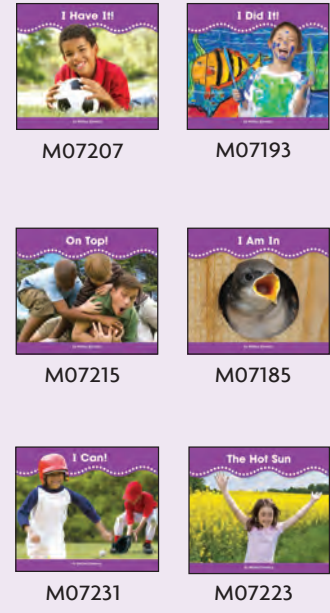 I Have It!
I Did It!
M07207
M07193
On Top!
I Am In
M07215
M07185
I Can!
The Hot Sun
M07231
M07223